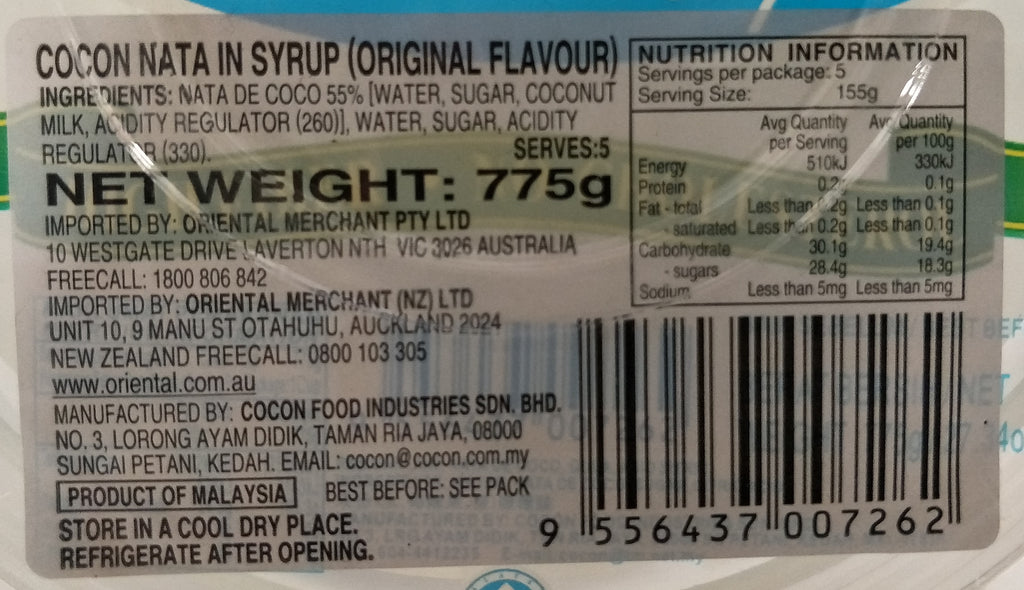 COCON NATA IN SYRUP (ORIGINAL FLAVOUR)
INGREDIENTS: NATA DE COCO 55% [WATER, SUGAR, COCONUT
MILK, ACIDITY REGULATOR (260)], WATER, SUGAR, ACIDITY
REGULATOR (330). SERVES:5
NET WEIGHT: 775g
IMPORTED BY: ORIENTAL MERCHANT PTY LTD
10 WESTGATE DRIVE LAVERTON NTH VIC 3026 AUSTRALIA
FREECALL: 1800 806 842
IMPORTED BY: ORIENTAL MERCHANT (NZ) LTD
UNIT 10, 9 MANU ST OTAHUHU, AUCKLAND 2024
NEW ZEALAND FREECALL: 0800 103 305
www.oriental.com.au
MANUFACTURED BY: COCON FOOD INDUSTRIES SDN. BHD.
NO. 3, LORONG AYAM DIDIK, TAMAN RIA JAYA, 08000
SUNGAI PETANI, KEDAH. EMAIL: cocon@cocon.com.my
PRODUCT OF MALAYSIA BEST BEFORE: SEE PACK
STORE IN A COOL DRY PLACE.
REFRIGERATE AFTER OPENING.
NUTRITION INFORMATION
Servings per package: 5
Serving Size: 155g
Avg Quantity Avg Quantity
per Serving per 100g
Energy 510kJ 330kJ
Protein 0.2g 0.1g
Fat - total Less than 0.2g Less than 0.1g
- saturated Less than 0.2g Less than 0.1g
Carbohydrate 30.1g 19.4g
- sugars 28.4g 18.3g
Sodium Less than 5mg Less than 5mg
9 556437 007262